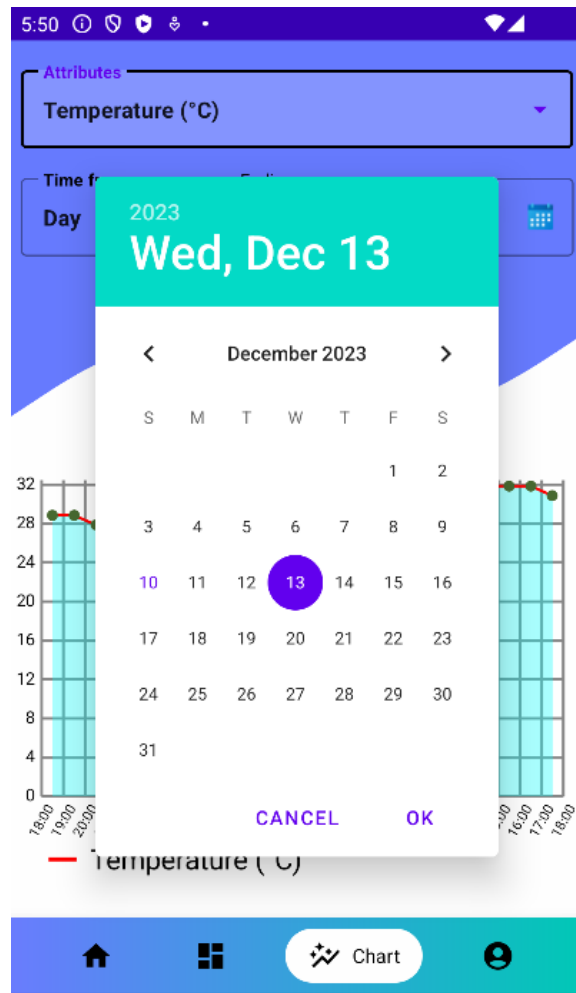 5:50
Attributes
Temperature (°C)
Time
Day
2023
Wed, Dec 13
December 2023
S M T W T F S
1 2
3 4 5 6 7 8 9
10 11 12 13 14 15 16
17 18 19 20 21 22 23
24 25 26 27 28 29 30
31
CANCEL OK
32
28
24
20
16
12
8
4
0
18:00 19:00 20:00 16:00 17:00 18:00
Temperature (°C)
Chart